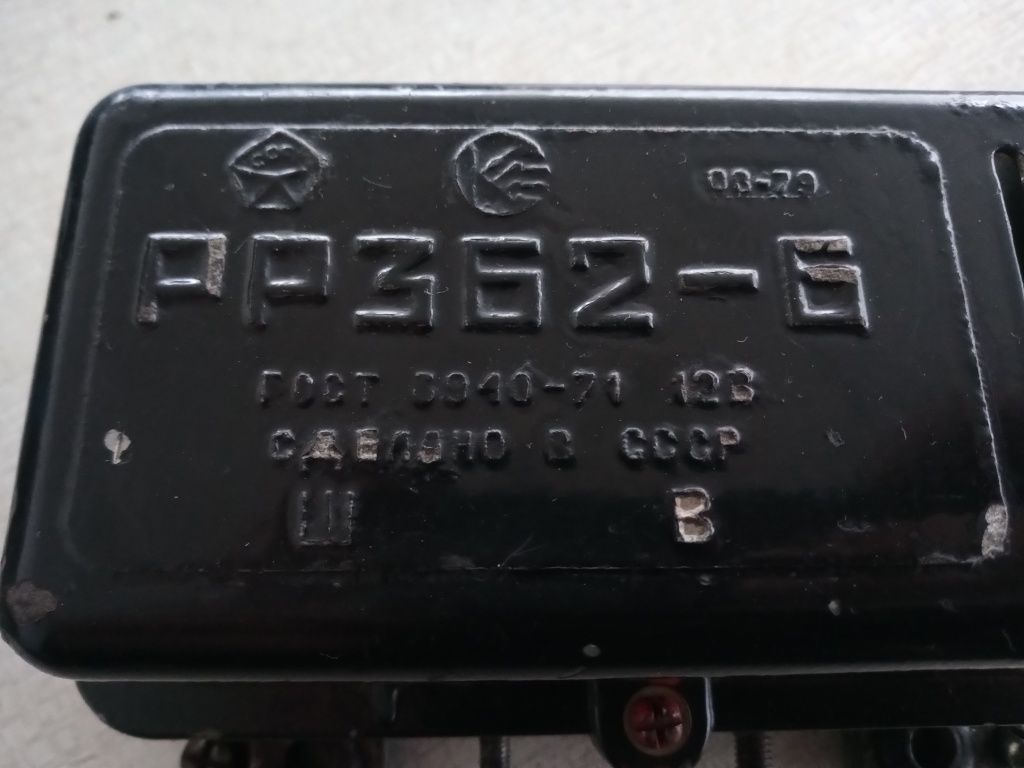 03-79
РР362-Б
ГОСТ 3940-71 12В
СДЕЛАНО В СССР
Ш В